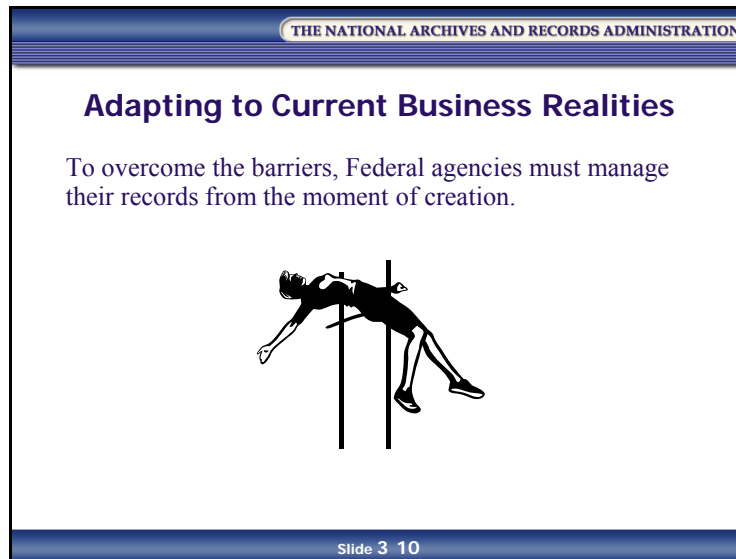 THE NATIONAL ARCHIVES AND RECORDS ADMINISTRATION
Adapting to Current Business Realities
To overcome the barriers, Federal agencies must manage
their records from the moment of creation.
Slide 3 10